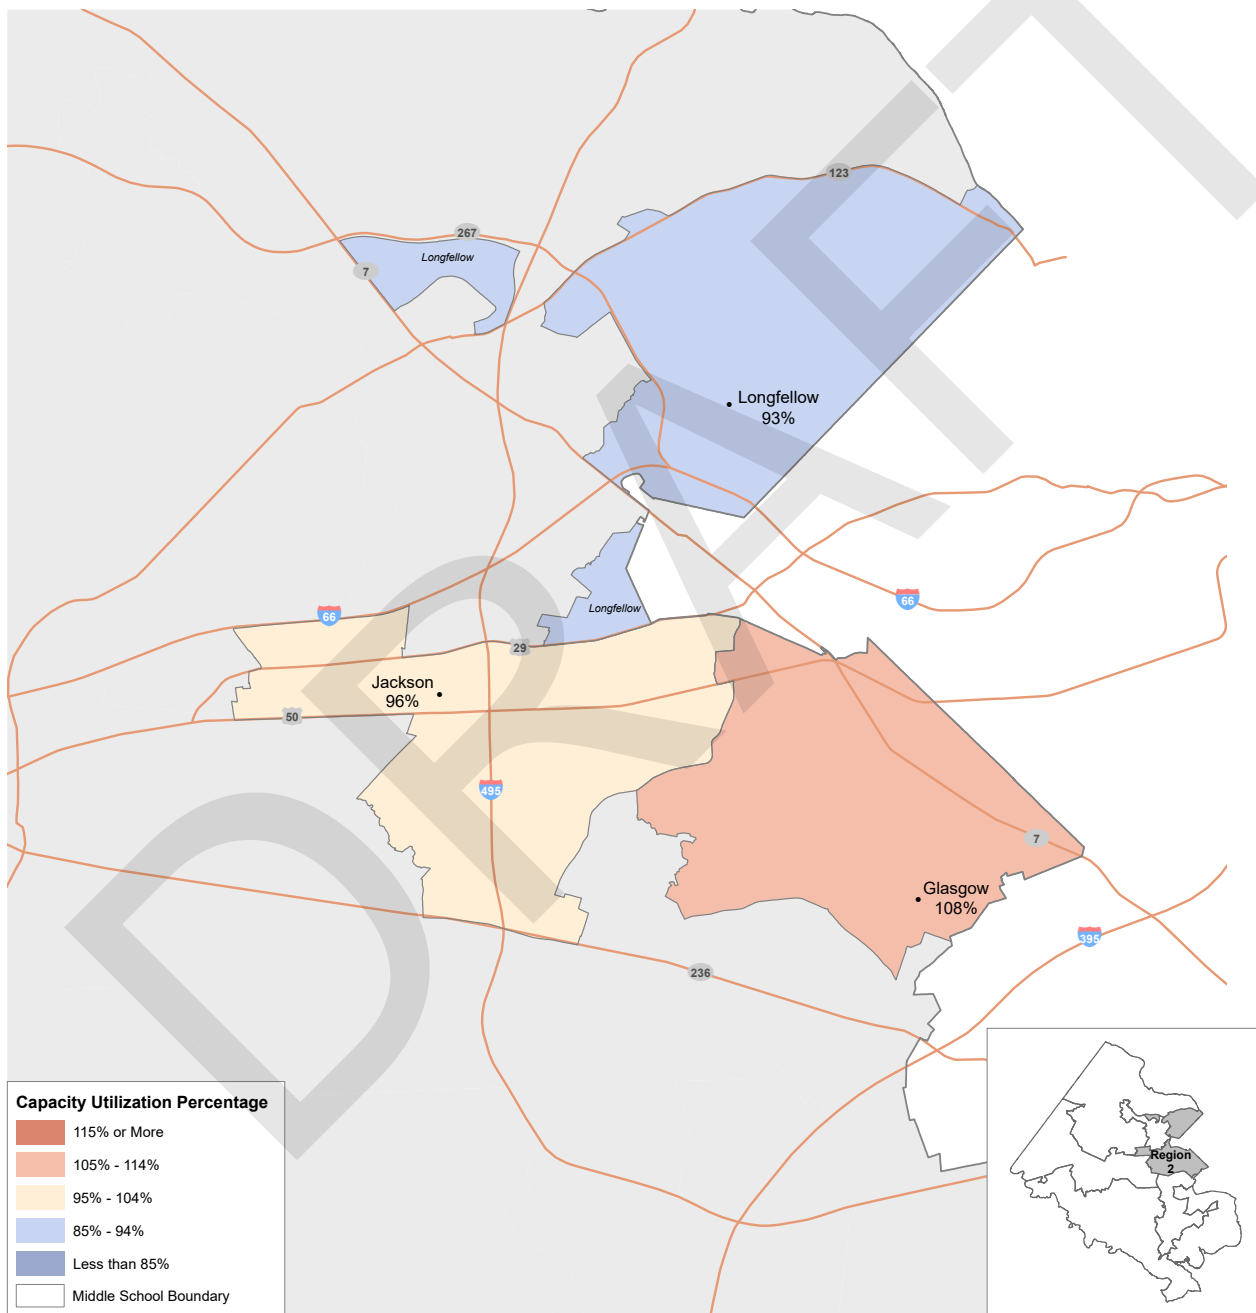 123
267
Longfellow
7
Longfellow
93%
66
66
Longfellow
29
Jackson
96%
50
495
7
Glasgow
108%
395
236
DRAFT
Capacity Utilization Percentage
115% or More
105% - 114%
95% - 104%
85% - 94%
Less than 85%
Middle School Boundary
Region
2